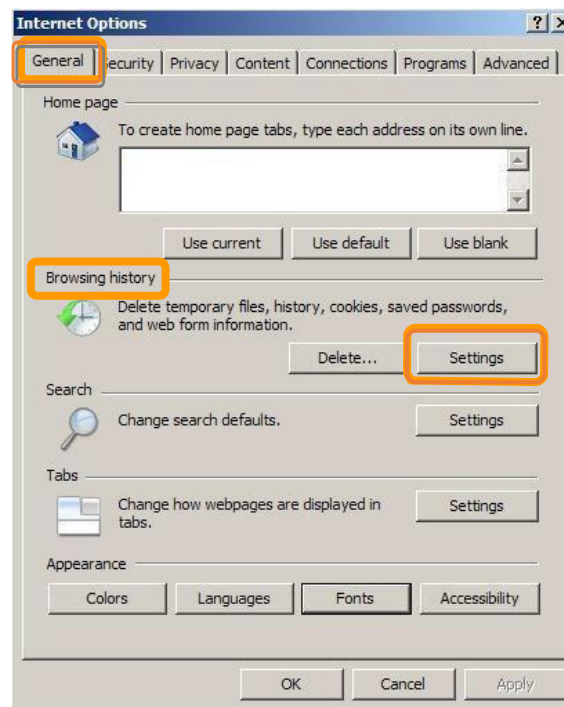 Internet Options
General Security Privacy Content Connections Programs Advanced
Home page
To create home page tabs, type each address on its own line.
Use current Use default Use blank
Browsing history
Delete temporary files, history, cookies, saved passwords,
and web form information.
Delete... Settings
Search
Change search defaults. Settings
Tabs
Change how webpages are displayed in
tabs.
Settings
Appearance
Colors Languages Fonts Accessibility
OK Cancel Apply